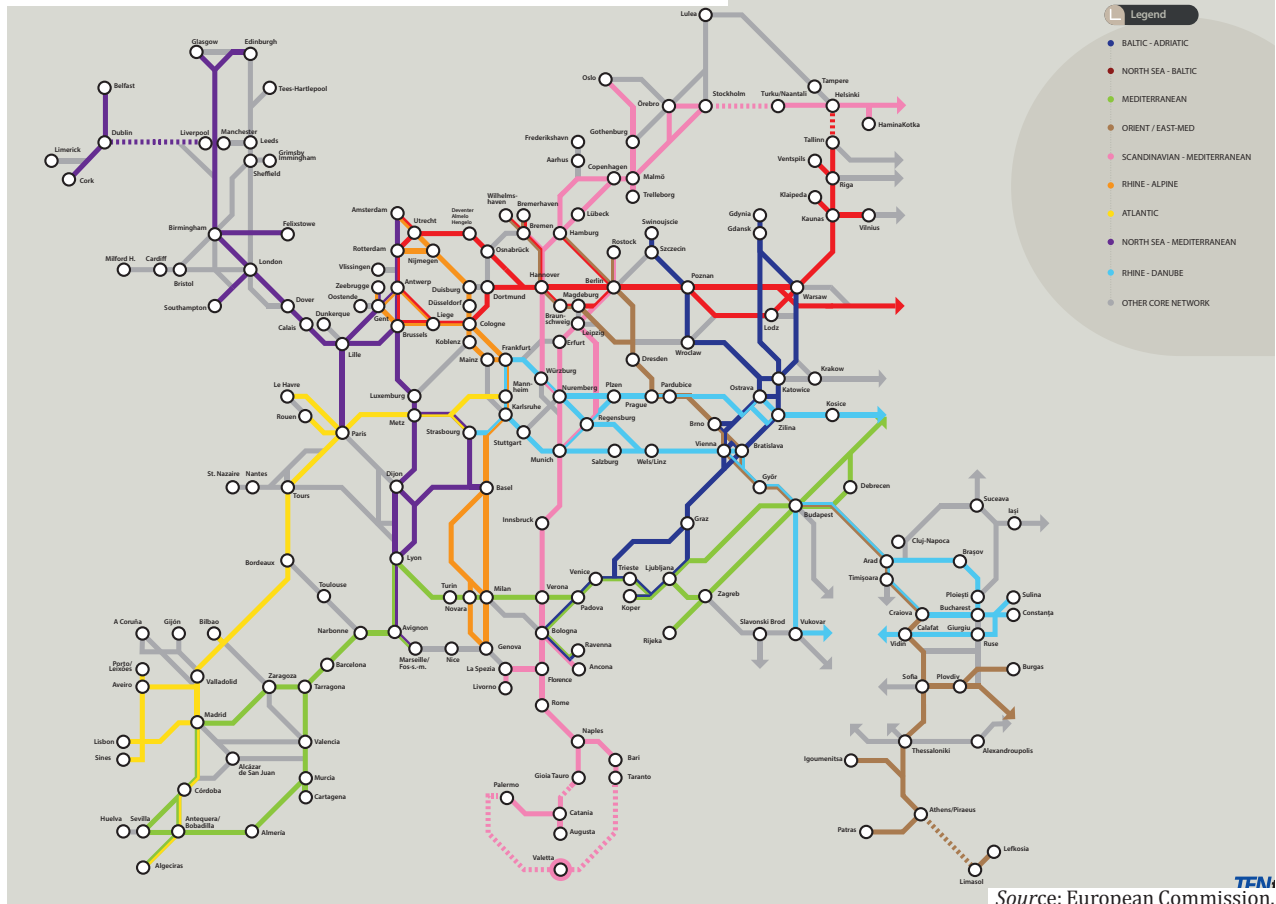 Legend
BALTIC - ADRIATIC
NORTH SEA - BALTIC
MEDITERRANEAN
ORIENT / EAST-MED
SCANDINAVIAN - MEDITERRANEAN
RHINE - ALPINE
ATLANTIC
NORTH SEA - MEDITERRANEAN
RHINE - DANUBE
OTHER CORE NETWORK
Lulea
Glasgow
Edinburgh
Belfast
Tees-Hartlepool
Dublin
Liverpool
Manchester
Leeds
Grimsby
Immingham
Sheffield
Limerick
Cork
Birmingham
Felixstowe
Milford H.
Cardiff
Bristol
London
Southampton
Dover
Calais
Dunkerque
Lille
Oslo
Örebro
Stockholm
Turku/Naantali
Tampere
Helsinki
HaminaKotka
Frederikshavn
Aarhus
Gothenburg
Copenhagen
Malmö
Trelleborg
Tallinn
Ventspils
Riga
Klaipeda
Kaunas
Vilnius
Wilhelms-
haven
Bremerhaven
Bremen
Lübeck
Hamburg
Rostock
Swinoujscie
Szczecin
Gdynia
Gdansk
Amsterdam
Utrecht
Deventer
Almelo
Hengelo
Osnabrück
Rotterdam
Nijmegen
Vlissingen
Zeebrugge
Oostende
Gent
Antwerp
Duisburg
Düsseldorf
Dortmund
Brussels
Liege
Cologne
Koblenz
Mainz
Frankfurt
Hannover
Magdeburg
Braun-
schweig
Berlin
Leipzig
Erfurt
Poznan
Warsaw
Lodz
Wroclaw
Dresden
Krakow
Katowice
Ostrava
Würzburg
Nuremberg
Plzen
Prague
Pardubice
Mann-
heim
Karlsruhe
Stuttgart
Regensburg
Brno
Zilina
Kosice
Le Havre
Rouen
Paris
Luxemburg
Metz
Strasbourg
Munich
Salzburg
Wels/Linz
Vienna
Bratislava
Győr
Budapest
Debrecen
St. Nazaire
Nantes
Tours
Dijon
Basel
Innsbruck
Graz
Bordeaux
Lyon
Toulouse
Turin
Novara
Milan
Verona
Venice
Padova
Trieste
Koper
Ljubljana
Zagreb
Rijeka
Slavonski Brod
Vukovar
Suceava
Iași
Cluj-Napoca
Arad
Timișoara
Brașov
Ploiești
Sulina
Craiova
Bucharest
Constanța
Calafat
Vidin
Giurgiu
Ruse
A Coruña
Gijón
Bilbao
Narbonne
Avignon
Marseille/
Fos-s.-m.
Nice
Genova
Bologna
Ravenna
Ancona
La Spezia
Livorno
Florence
Rome
Porto/
Leixões
Aveiro
Valladolid
Zaragoza
Barcelona
Tarragona
Madrid
Lisbon
Sines
Valencia
Alcázar
de San Juan
Murcia
Cartagena
Córdoba
Huelva
Sevilla
Antequera/
Bobadilla
Almería
Algeciras
Naples
Bari
Gioia Tauro
Taranto
Palermo
Catania
Augusta
Valetta
Sofia
Plovdiv
Burgas
Thessaloniki
Alexandroupolis
Igoumenitsa
Athens/Piraeus
Patras
Lefkosia
Limasol
Source: European Commission.